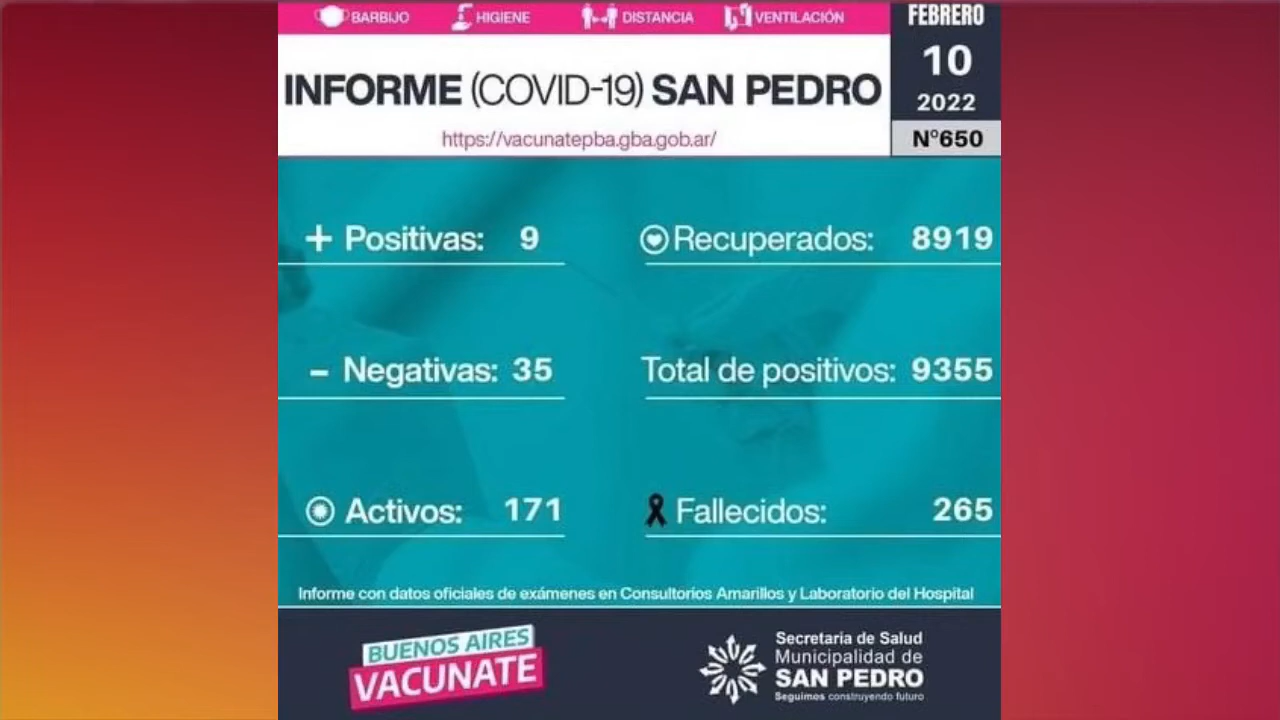 BARBIJO HIGIENE DISTANCIA VENTILACIÓN
FEBRERO
10
2022
N°650
INFORME (COVID-19) SAN PEDRO
https://vacunatepba.gba.gob.ar/
+ Positivas: 9
Recuperados: 8919
- Negativas: 35
Total de positivos: 9355
Activos: 171
Fallecidos: 265
Informe con datos oficiales de exámenes en Consultorios Amarillos y Laboratorio del Hospital
BUENOS AIRES
VACUNATE
Secretaría de Salud
Municipalidad de
SAN PEDRO
Seguimos construyendo futuro